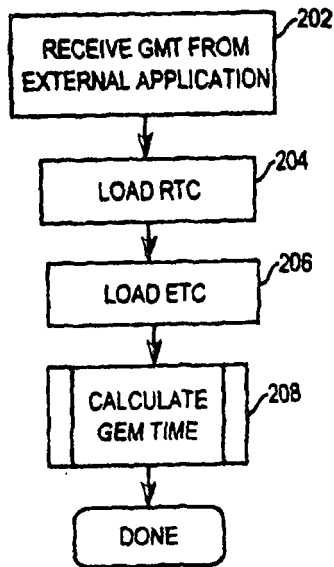 202
RECEIVE GMT FROM
EXTERNAL APPLICATION
204
LOAD RTC
206
LOAD ETC
208
CALCULATE
GEM TIME
DONE